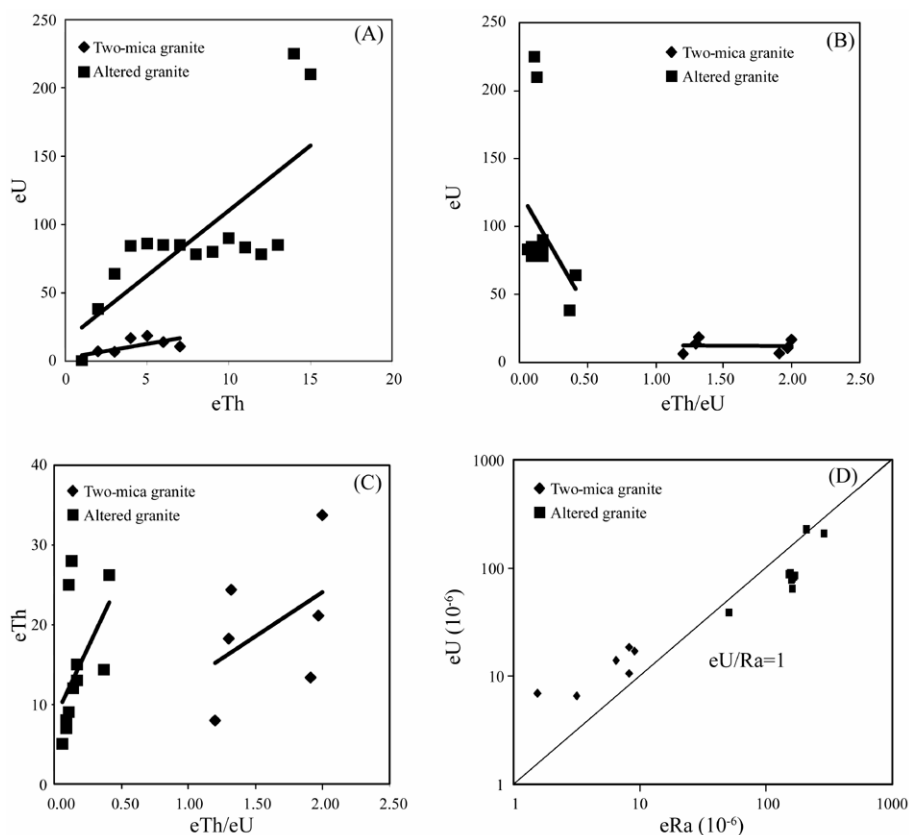 (A)
Two-mica granite
Altered granite
250
200
150
100
50
0
0
5
10
15
20
eU
eTh
(B)
Two-mica granite
Altered granite
250
200
150
100
50
0
0.00
0.50
1.00
1.50
2.00
2.50
eU
eTh/eU
(C)
Two-mica granite
Altered granite
40
30
20
10
0
0.00
0.50
1.00
1.50
2.00
2.50
eTh
eTh/eU
(D)
Two-mica granite
Altered granite
1000
100
10
1
1
10
100
1000
eU (10⁻⁶)
eU/Ra=1
eRa (10⁻⁶)